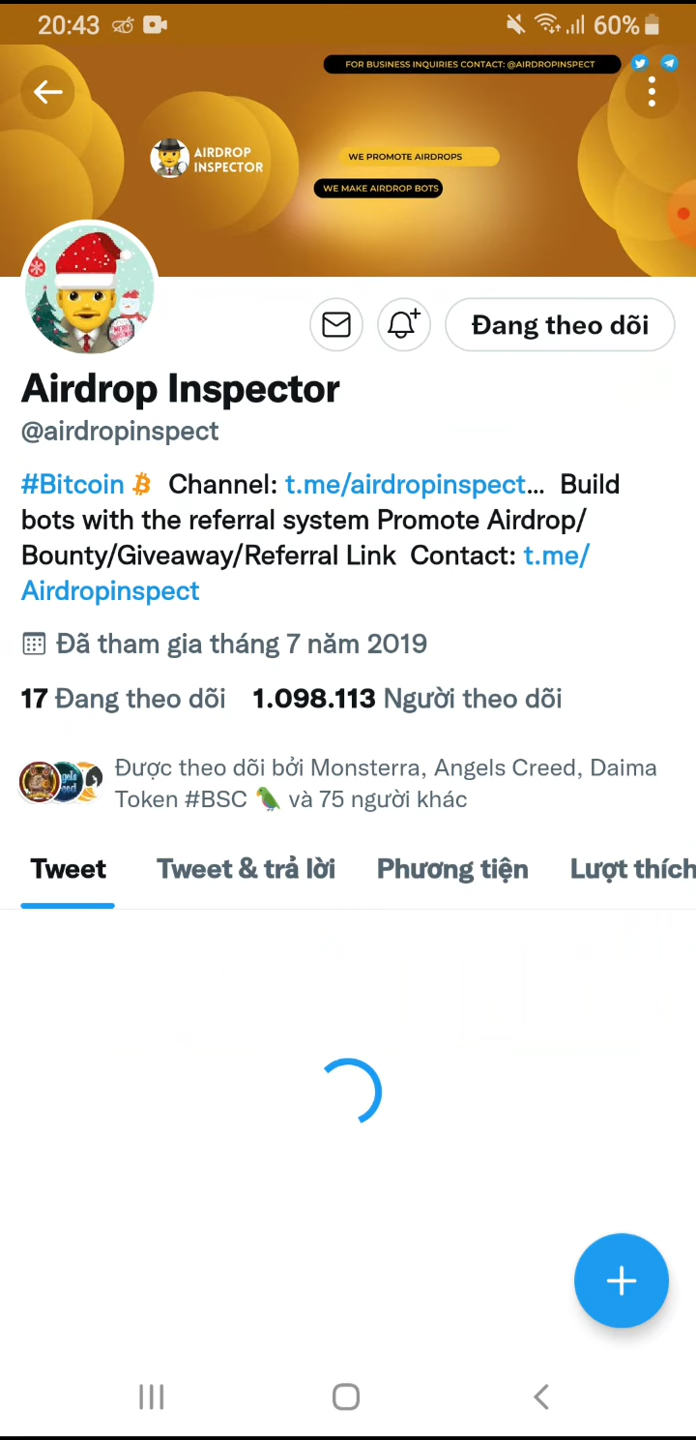 20:43
60%
FOR BUSINESS INQUIRIES CONTACT: @AIRDROPINSPECT
AIRDROP
INSPECTOR
WE PROMOTE AIRDROPS
WE MAKE AIRDROP BOTS
Đang theo dõi
Airdrop Inspector
@airdropinspect
#Bitcoin Channel: t.me/airdropinspect... Build
bots with the referral system Promote Airdrop/
Bounty/Giveaway/Referral Link Contact: t.me/
Airdropinspect
Đã tham gia tháng 7 năm 2019
17 Đang theo dõi 1.098.113 Người theo dõi
Được theo dõi bởi Monsterra, Angels Creed, Daima
Token #BSC 🦜 và 75 người khác
Tweet Tweet & trả lời Phương tiện Lượt thích